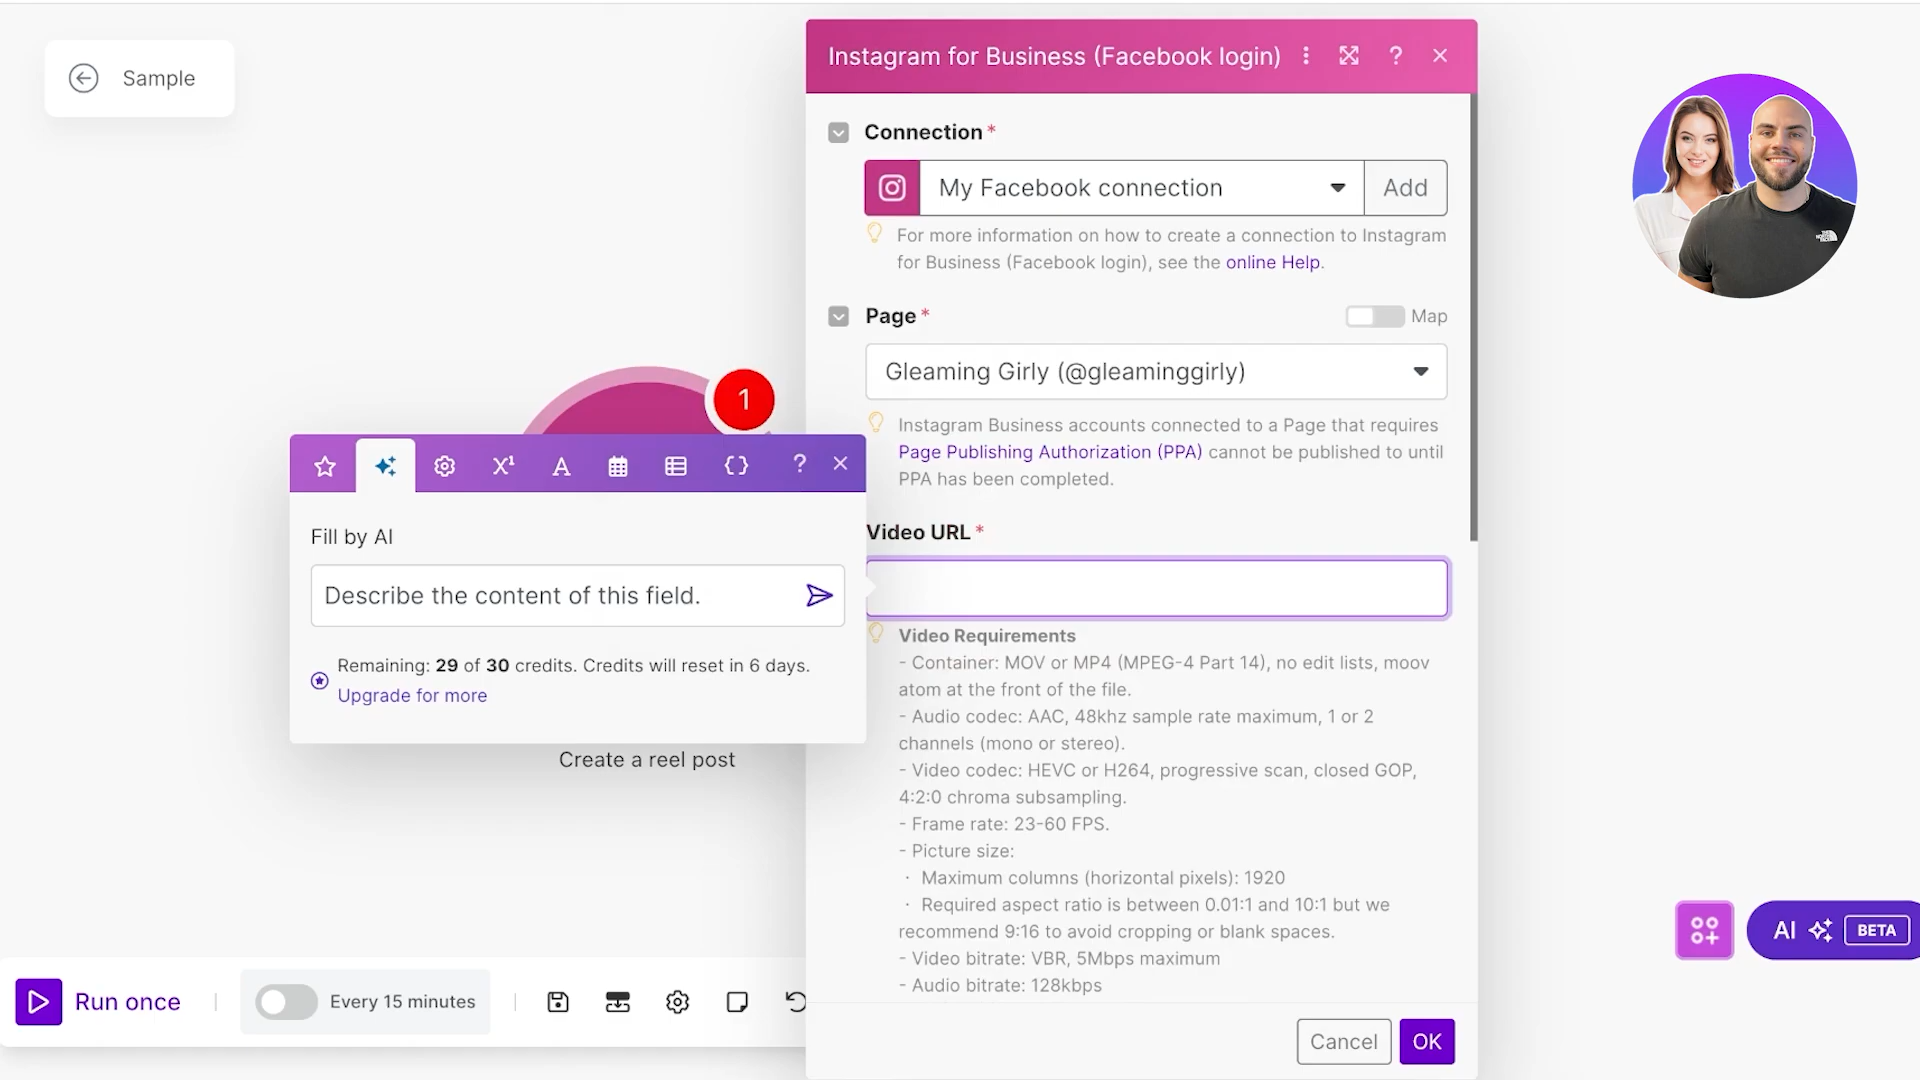 Sample
Instagram for Business (Facebook login)
?
Connection *
My Facebook connection
Add
For more information on how to create a connection to Instagram
for Business (Facebook login), see the online Help.
Page *
Map
Gleaming Girly (@gleaminggirly)
Instagram Business accounts connected to a Page that requires
Page Publishing Authorization (PPA) cannot be published to until
PPA has been completed.
1
X¹
A
?
Fill by AI
Describe the content of this field.
Remaining: 29 of 30 credits. Credits will reset in 6 days.
Upgrade for more
Create a reel post
Video URL *
Video Requirements
- Container: MOV or MP4 (MPEG-4 Part 14), no edit lists, moov
atom at the front of the file.
- Audio codec: AAC, 48khz sample rate maximum, 1 or 2
channels (mono or stereo).
- Video codec: HEVC or H264, progressive scan, closed GOP,
4:2:0 chroma subsampling.
- Frame rate: 23-60 FPS.
- Picture size:
· Maximum columns (horizontal pixels): 1920
· Required aspect ratio is between 0.01:1 and 10:1 but we
recommend 9:16 to avoid cropping or blank spaces.
- Video bitrate: VBR, 5Mbps maximum
- Audio bitrate: 128kbps
Cancel
OK
Run once
Every 15 minutes
AI
BETA
THE NORTH FACE